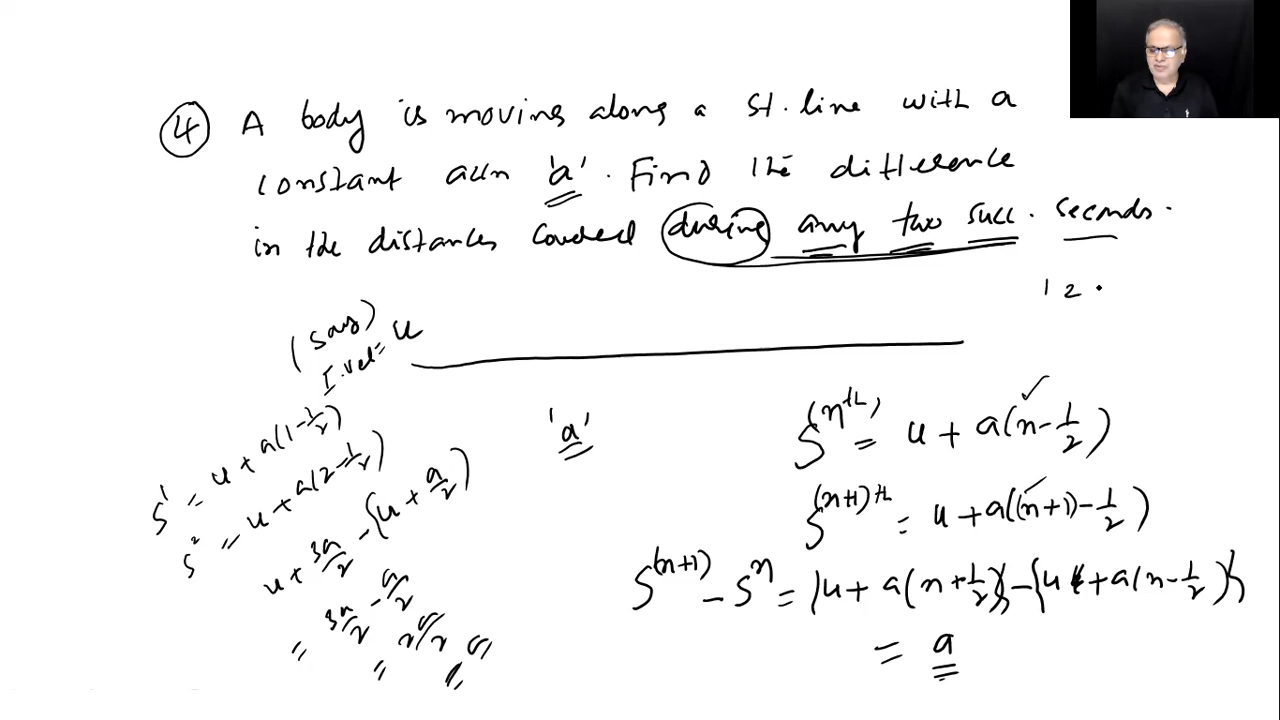 ④ A body is moving along a St. line with a
constant accn 'a'. Find the difference
in the distances covered during any two succ. seconds.
1 2 .
(say)
I.vel = u
'a'
S¹ = u + a(1-1/2)
S² = u + a(2-1/2)
u + 3a/2 - {u + a/2}
= 3a/2 - a/2
= 2a/2 = a
S^(nth) = u + a(n - 1/2)
S^(n+1)th = u + a((n+1) - 1/2)
S^(n+1) - S^n = {u + a(n+1/2)} - {u + a(n-1/2)}
= a